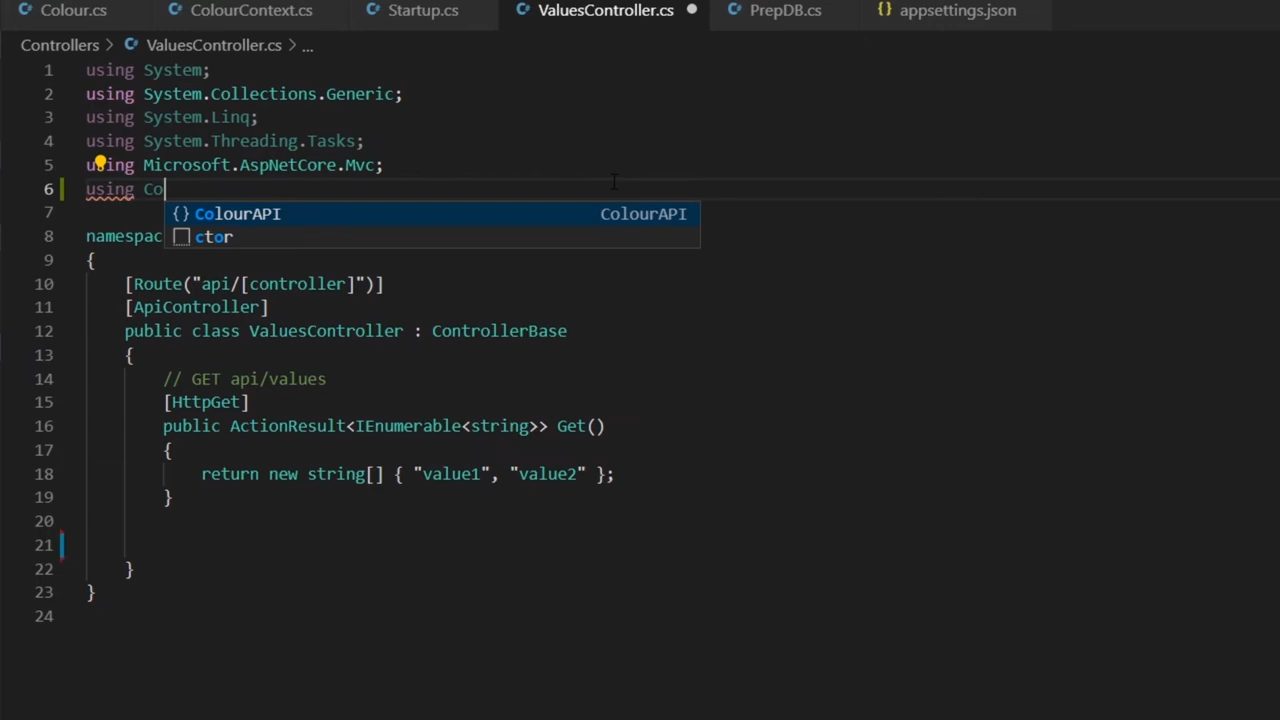 Colour.cs ColourContext.cs Startup.cs ValuesController.cs PrepDB.cs {} appsettings.json
Controllers > ValuesController.cs > ...
1 using System;
2 using System.Collections.Generic;
3 using System.Linq;
4 using System.Threading.Tasks;
5 using Microsoft.AspNetCore.Mvc;
6 using Co
{} ColourAPI ColourAPI
ctor
7
8 namespac
9 {
10 [Route("api/[controller]")]
11 [ApiController]
12 public class ValuesController : ControllerBase
13 {
14 // GET api/values
15 [HttpGet]
16 public ActionResult<IEnumerable<string>> Get()
17 {
18 return new string[] { "value1", "value2" };
19 }
20
21
22 }
23 }
24